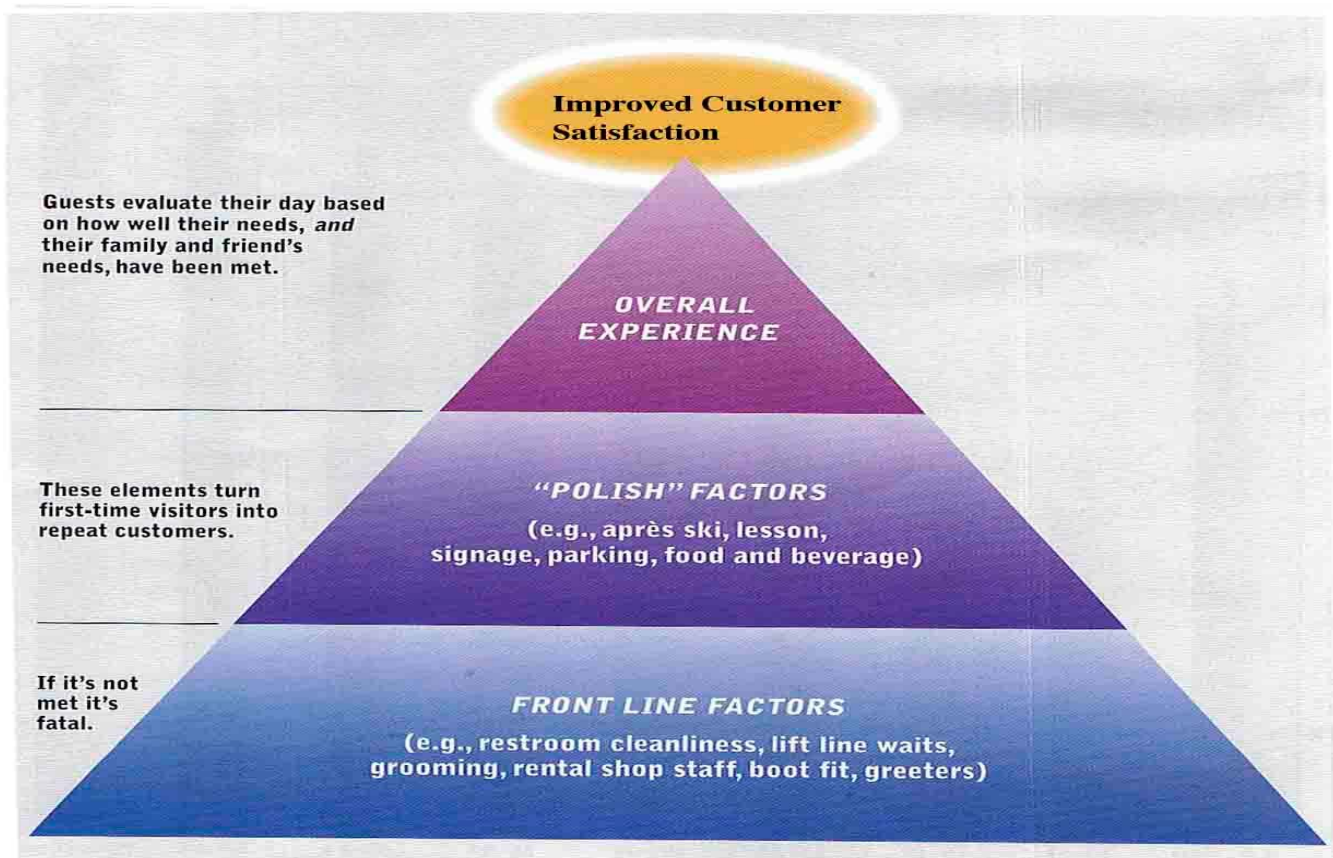 Improved Customer
Satisfaction
Guests evaluate their day based
on how well their needs, and
their family and friend's
needs, have been met.
OVERALL
EXPERIENCE
These elements turn
first-time visitors into
repeat customers.
“POLISH” FACTORS
(e.g., après ski, lesson,
signage, parking, food and beverage)
If it's not
met it's
fatal.
FRONT LINE FACTORS
(e.g., restroom cleanliness, lift line waits,
grooming, rental shop staff, boot fit, greeters)